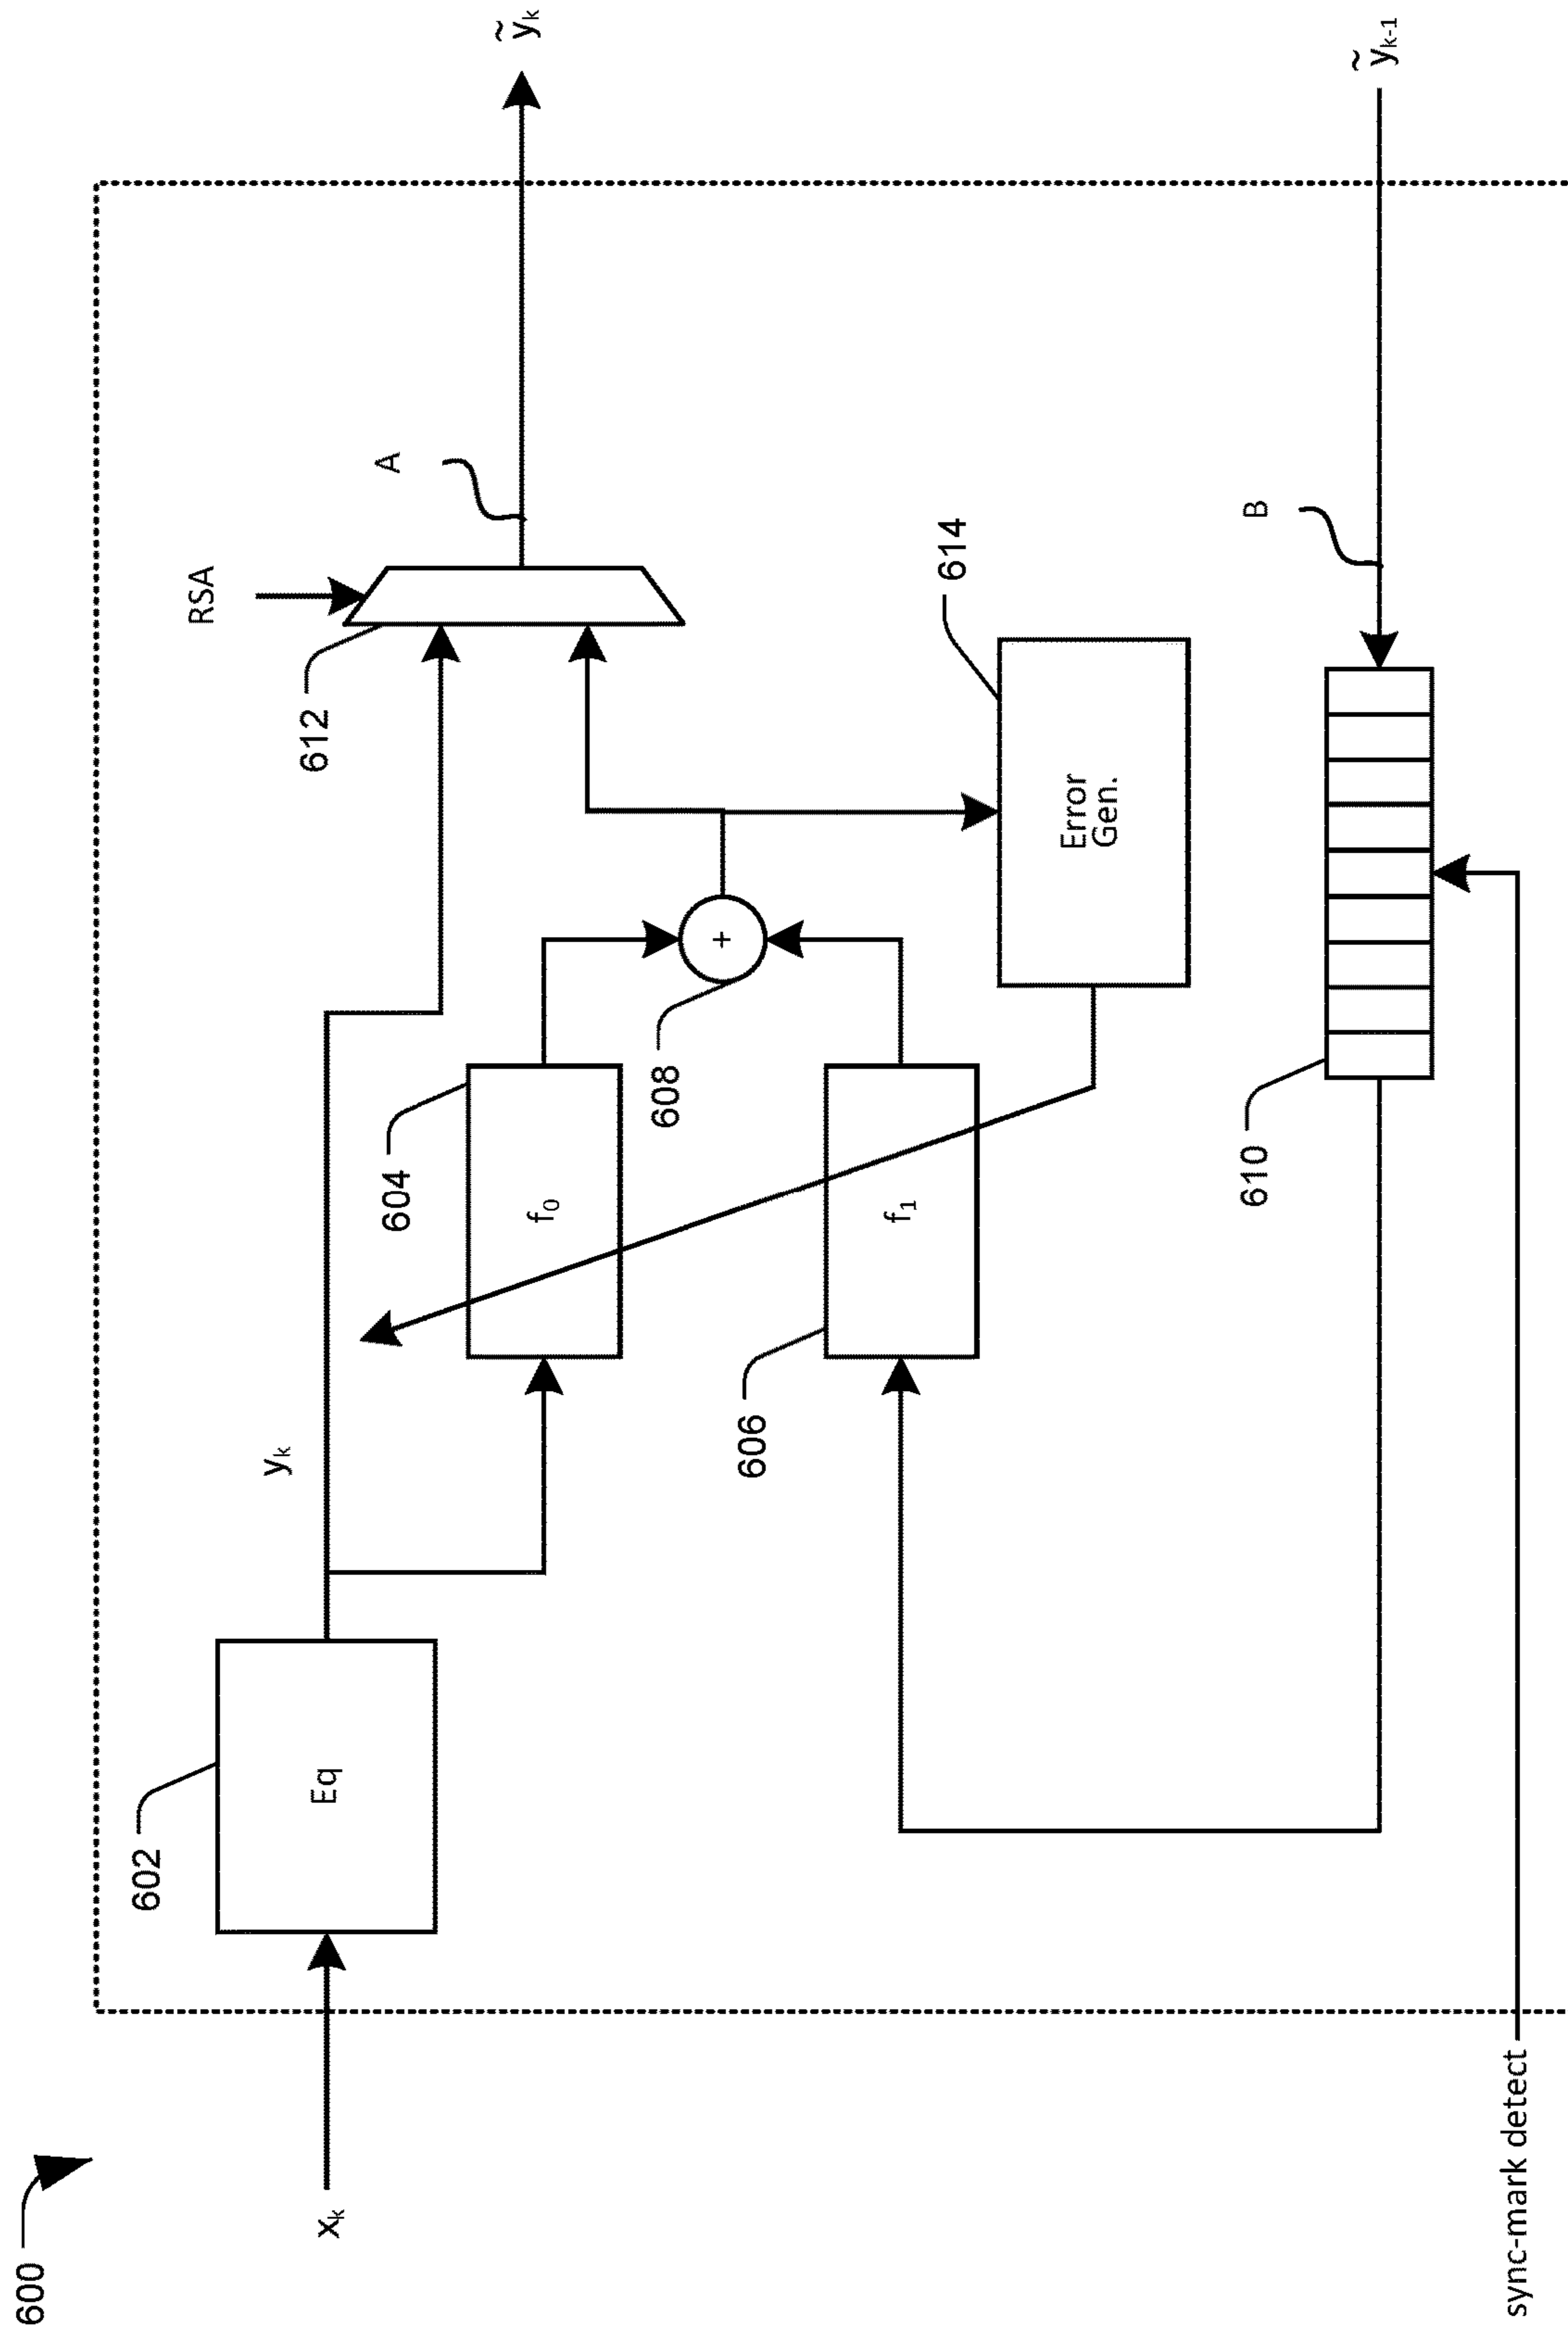 600
x_k
602
Eq
y_k
604
f_0
606
f_1
608
+
612
RSA
A
ỹ_k
614
Error
Gen.
610
B
ỹ_k-1
sync-mark detect